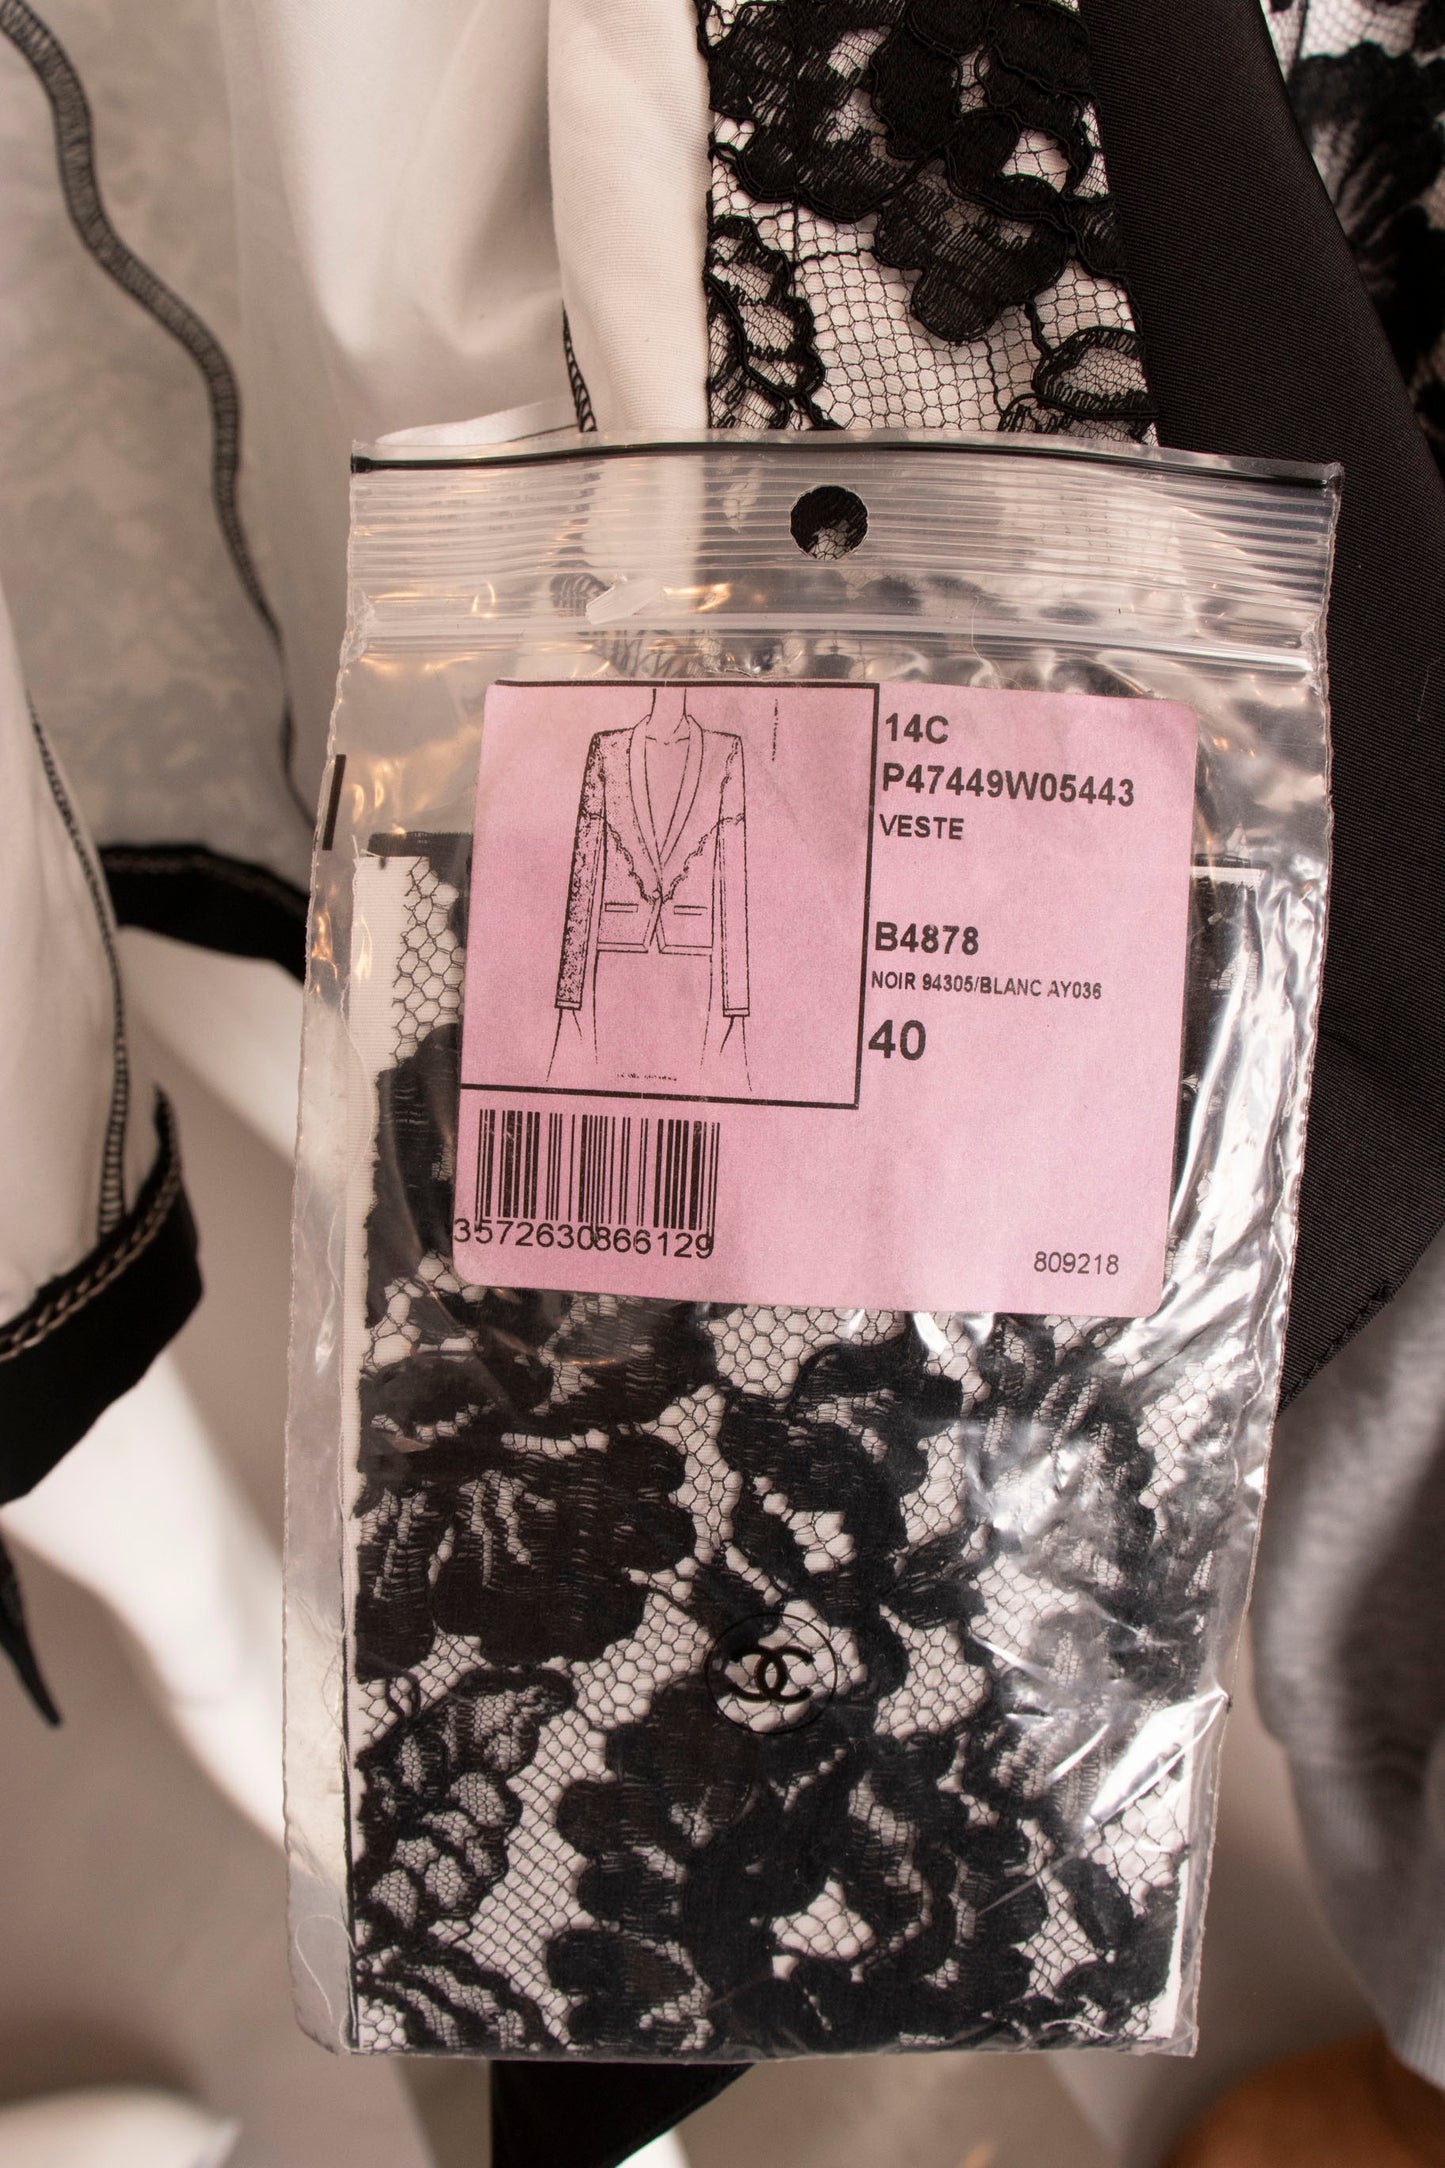 14C
P47449W05443
VESTE
B4878
NOIR 94305/BLANC AY036
40
3572630866129
809218